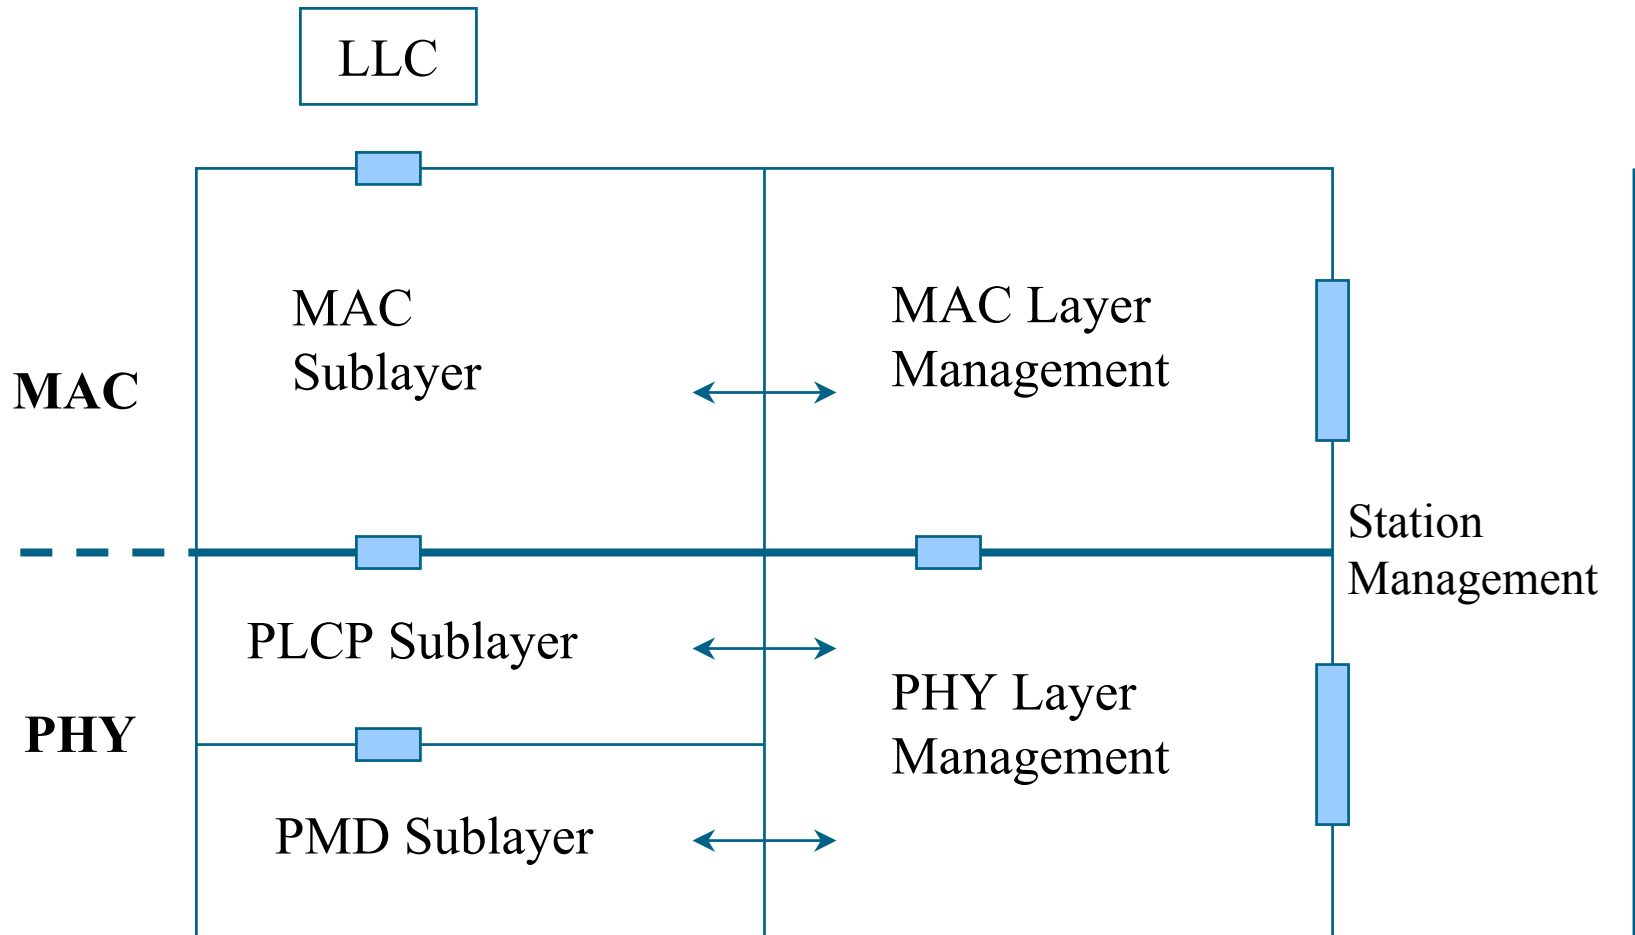 LLC
MAC
Sublayer
MAC Layer
Management
MAC
Station
Management
PLCP Sublayer
PHY Layer
Management
PHY
PMD Sublayer